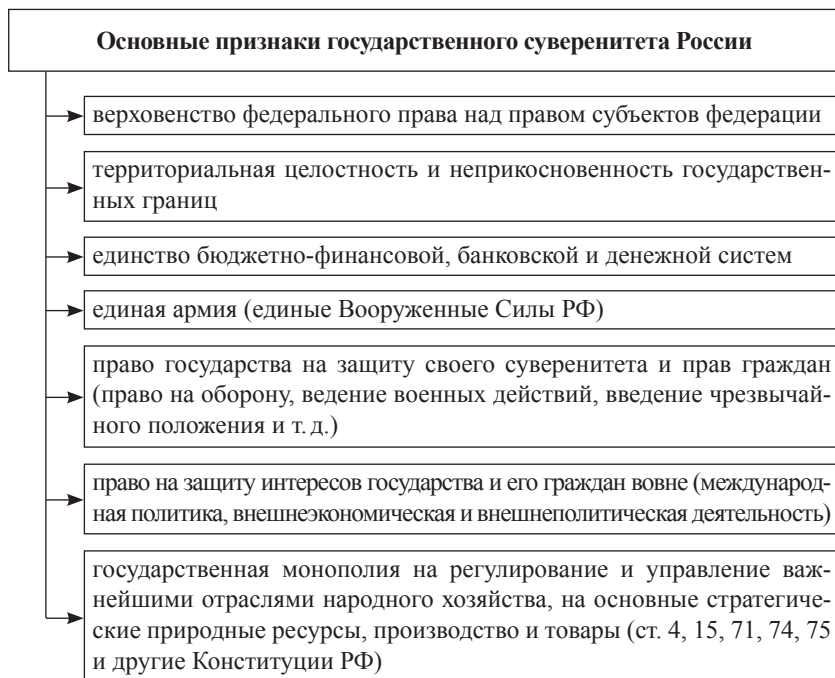 Основные признаки государственного суверенитета России
верховенство федерального права над правом субъектов федерации
территориальная целостность и неприкосновенность государствен-
ных границ
единство бюджетно-финансовой, банковской и денежной систем
единая армия (единые Вооруженные Силы РФ)
право государства на защиту своего суверенитета и прав граждан
(право на оборону, ведение военных действий, введение чрезвычай-
ного положения и т. д.)
право на защиту интересов государства и его граждан вовне (международ-
ная политика, внешнеэкономическая и внешнеполитическая деятельность)
государственная монополия на регулирование и управление важ-
нейшими отраслями народного хозяйства, на основные стратегиче-
ские природные ресурсы, производство и товары (ст. 4, 15, 71, 74, 75
и другие Конституции РФ)